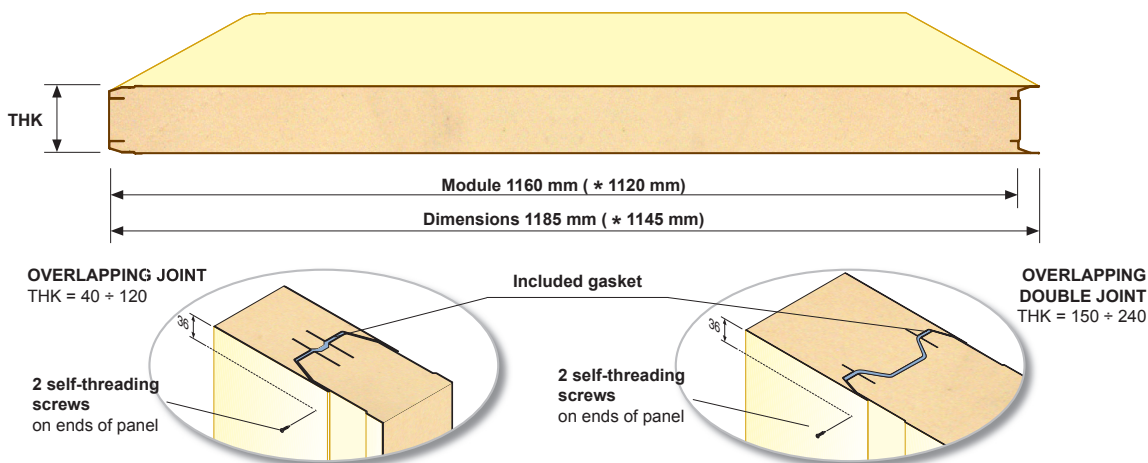 THK
Module 1160 mm ( * 1120 mm)
Dimensions 1185 mm ( * 1145 mm)
OVERLAPPING JOINT
THK = 40 ÷ 120
Included gasket
OVERLAPPING
DOUBLE JOINT
THK = 150 ÷ 240
36
2 self-threading
screws
on ends of panel
36
2 self-threading
screws
on ends of panel